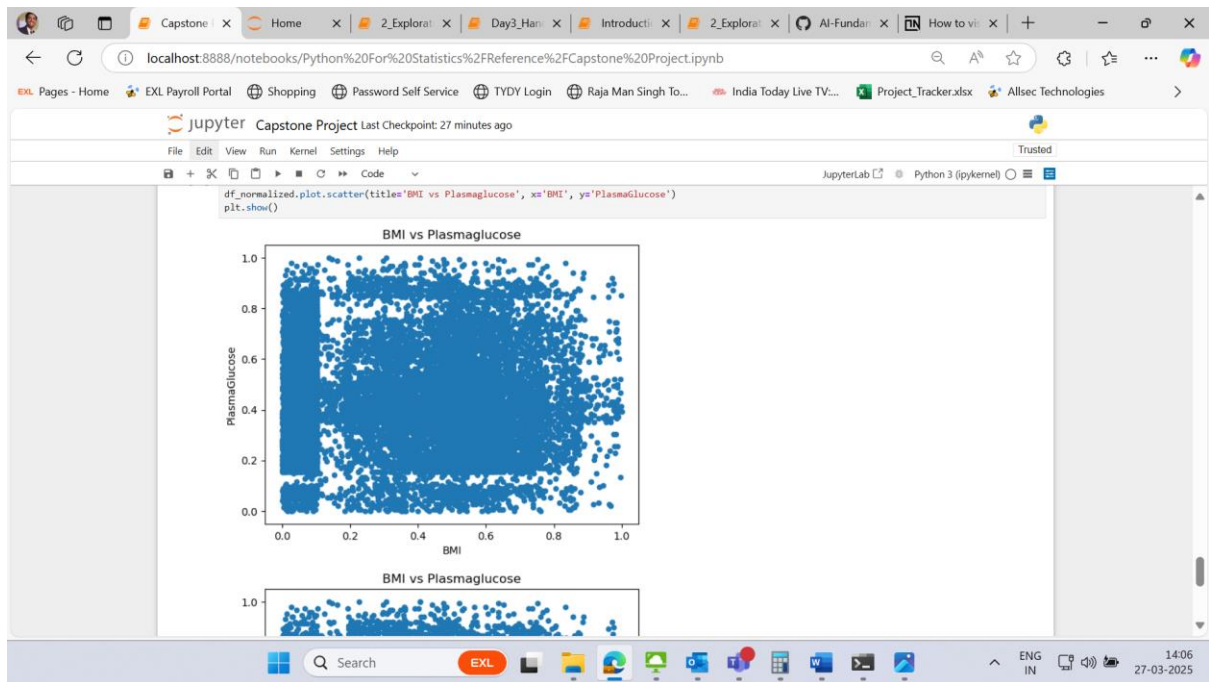 Capstone
Home
2_Explorat
Day3_Han
Introducti
2_Explorat
AI-Fundan
How to vis
localhost:8888/notebooks/Python%20For%20Statistics%2FReference%2FCapstone%20Project.ipynb
EXL Pages - Home
EXL Payroll Portal
Shopping
Password Self Service
TYDY Login
Raja Man Singh To...
India Today Live TV:...
Project_Tracker.xlsx
Allsec Technologies
jupyter Capstone Project Last Checkpoint: 27 minutes ago
File Edit View Run Kernel Settings Help
Trusted
Code
JupyterLab
Python 3 (ipykernel)
df_normalized.plot.scatter(title='BMI vs Plasmaglucose', x='BMI', y='PlasmaGlucose')
plt.show()
BMI vs Plasmaglucose
1.0
0.8
0.6
0.4
0.2
0.0
PlasmaGlucose
0.0 0.2 0.4 0.6 0.8 1.0
BMI
BMI vs Plasmaglucose
1.0
Search
EXL
ENG
IN
14:06
27-03-2025